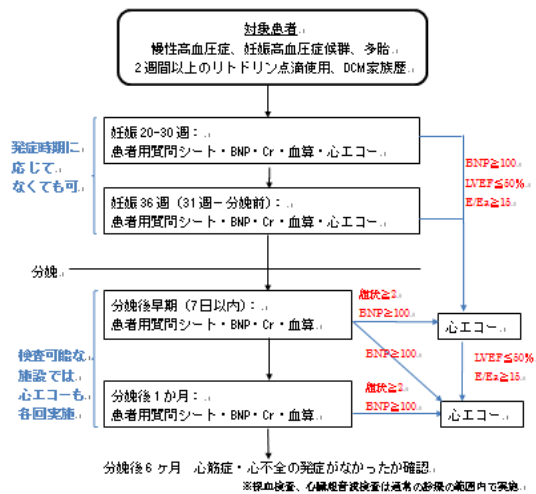 対象患者
慢性高血圧症、妊娠高血圧症候群、多胎
2週間以上のリトドリン点滴使用、DCM家族歴
妊娠20-30週：
患者用質問シート・BNP・Cr・血算・心エコー
発症時期に
応じて
なくても可
BNP≧100
LVEF≦50%
E/Ea≧15
妊娠36週（31週－分娩前）
患者用質問シート・BNP・Cr・血算・心エコー
分娩
分娩後早期（7日以内）：
患者用質問シート・BNP・Cr・血算
症状≧2
BNP≧100
心エコー
検査可能な
施設では
心エコーも
各回実施
BNP≧100
LVEF≦50%
E/Ea≧15
分娩後1か月：
患者用質問シート・BNP・Cr・血算
症状≧2
BNP≧100
心エコー
分娩後6ヶ月　心筋症・心不全の発症がなかったか確認
※採血検査、心臓超音波検査は通常の診療の範囲内で実施